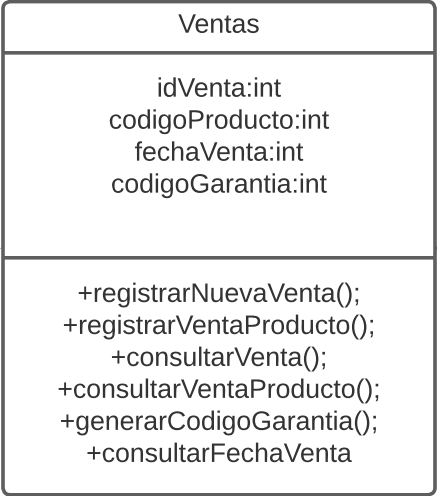 Ventas
idVenta:int
codigoProducto:int
fechaVenta:int
codigoGarantia:int
+registrarNuevaVenta();
+registrarVentaProducto();
+consultarVenta();
+consultarVentaProducto();
+generarCodigoGarantia();
+consultarFechaVenta